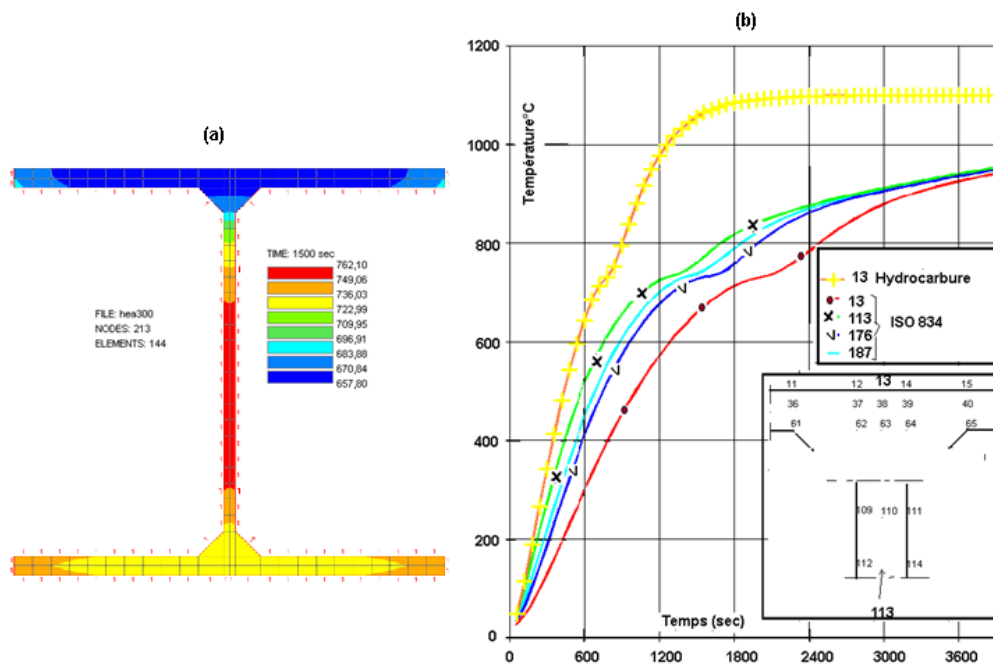 (a)
FILE: hea300
NODES: 213
ELEMENTS: 144
TIME: 1500 sec
762,10
749,06
736,03
722,99
709,95
696,91
683,88
670,84
657,80
(b)
Température°C
1200
1000
800
600
400
200
0
0 600 1200 1800 2400 3000 3600
Temps (sec)
13 Hydrocarbure
13
113
176
187
ISO 834
13
11 12 14 15
36 37 38 39 40
61 62 63 64 65
109 110 111
112 114
113